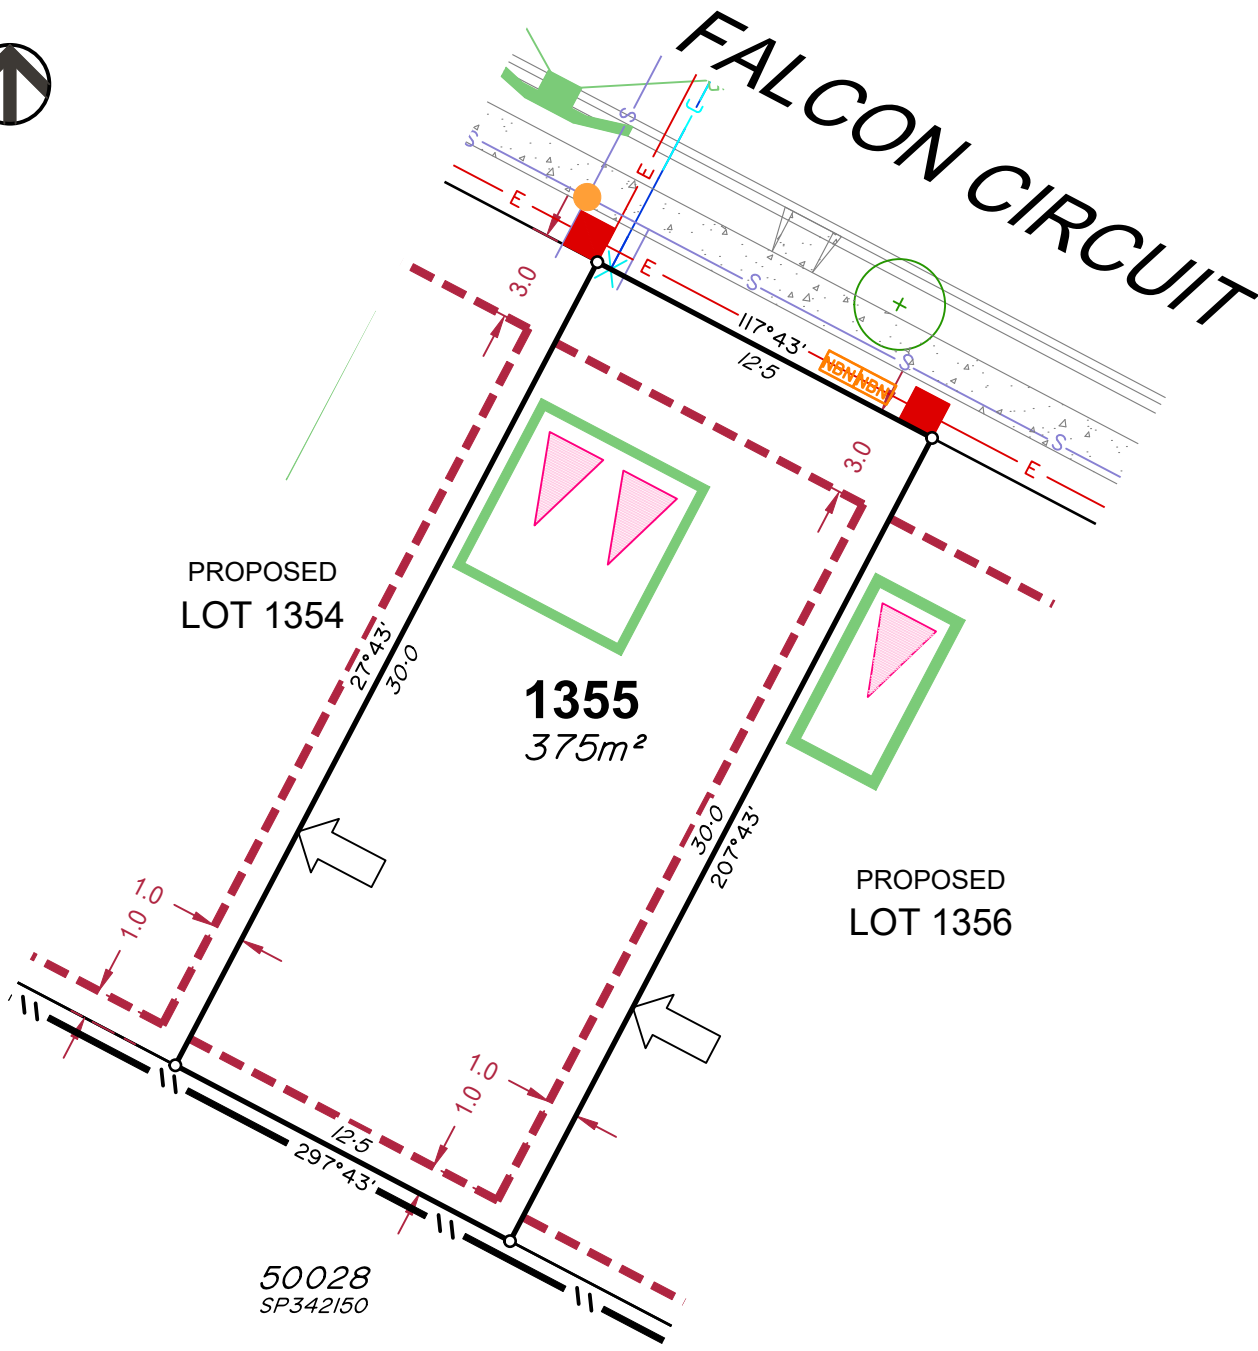 FALCON CIRCUIT
S
S
E
E
3.0
E
S
117°43'
12·5
NBN NBN
S
3.0
S
E
PROPOSED
LOT 1354
27°43'
30·0
1355
375m²
30·0
207°43'
PROPOSED
LOT 1356
1.0
1.0
1.0
1.0
12·5
297°43'
50028
SP342150